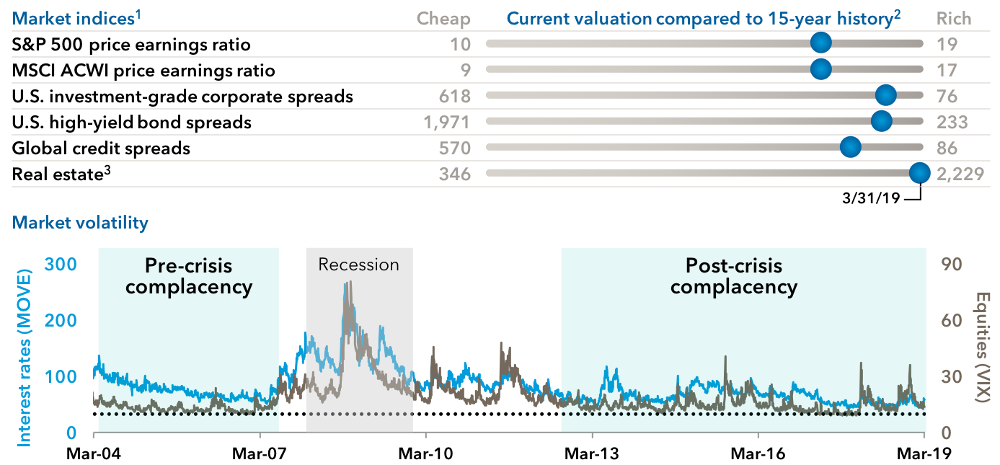 Market indices1 Cheap Current valuation compared to 15-year history2 Rich
S&P 500 price earnings ratio 10 19
MSCI ACWI price earnings ratio 9 17
U.S. investment-grade corporate spreads 618 76
U.S. high-yield bond spreads 1,971 233
Global credit spreads 570 86
Real estate3 346 2,229
3/31/19
Market volatility
Interest rates (MOVE)
300
200
100
0
Pre-crisis
complacency
Recession
Post-crisis
complacency
90
60
30
0
Equities (VIX)
Mar-04 Mar-07 Mar-10 Mar-13 Mar-16 Mar-19